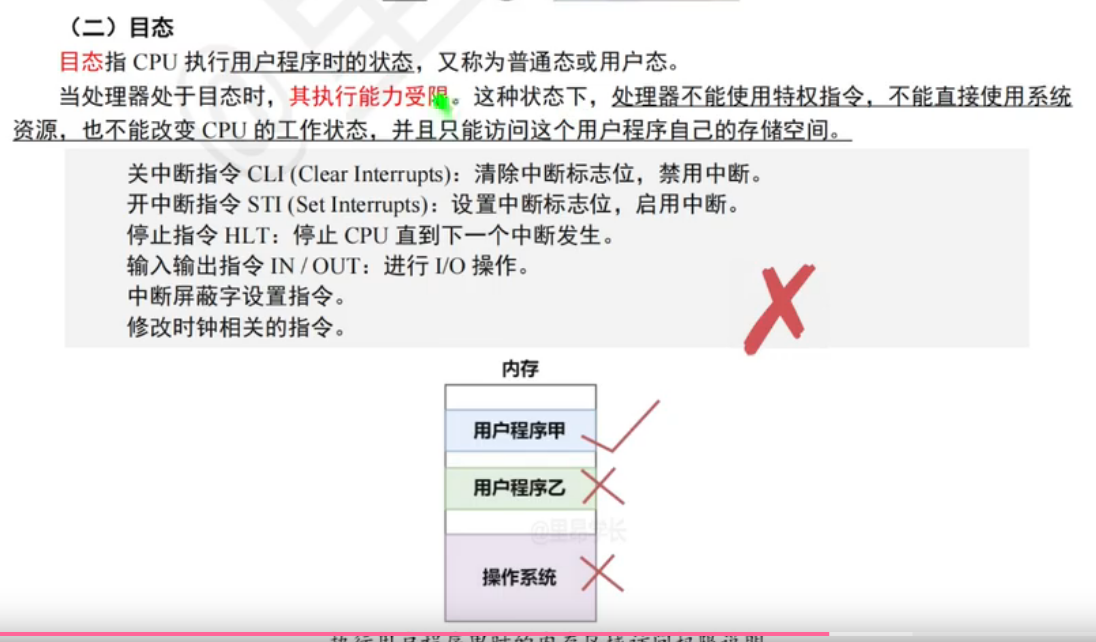 （二）目态
目态指 CPU 执行用户程序时的状态，又称为普通态或用户态。
当处理器处于目态时，其执行能力受限。这种状态下，处理器不能使用特权指令，不能直接使用系统
资源，也不能改变 CPU 的工作状态，并且只能访问这个用户程序自己的存储空间。
关中断指令 CLI (Clear Interrupts)：清除中断标志位，禁用中断。
开中断指令 STI (Set Interrupts)：设置中断标志位，启用中断。
停止指令 HLT：停止 CPU 直到下一个中断发生。
输入输出指令 IN / OUT：进行 I/O 操作。
中断屏蔽字设置指令。
修改时钟相关的指令。
内存
用户程序甲
用户程序乙
@里昂学长
操作系统